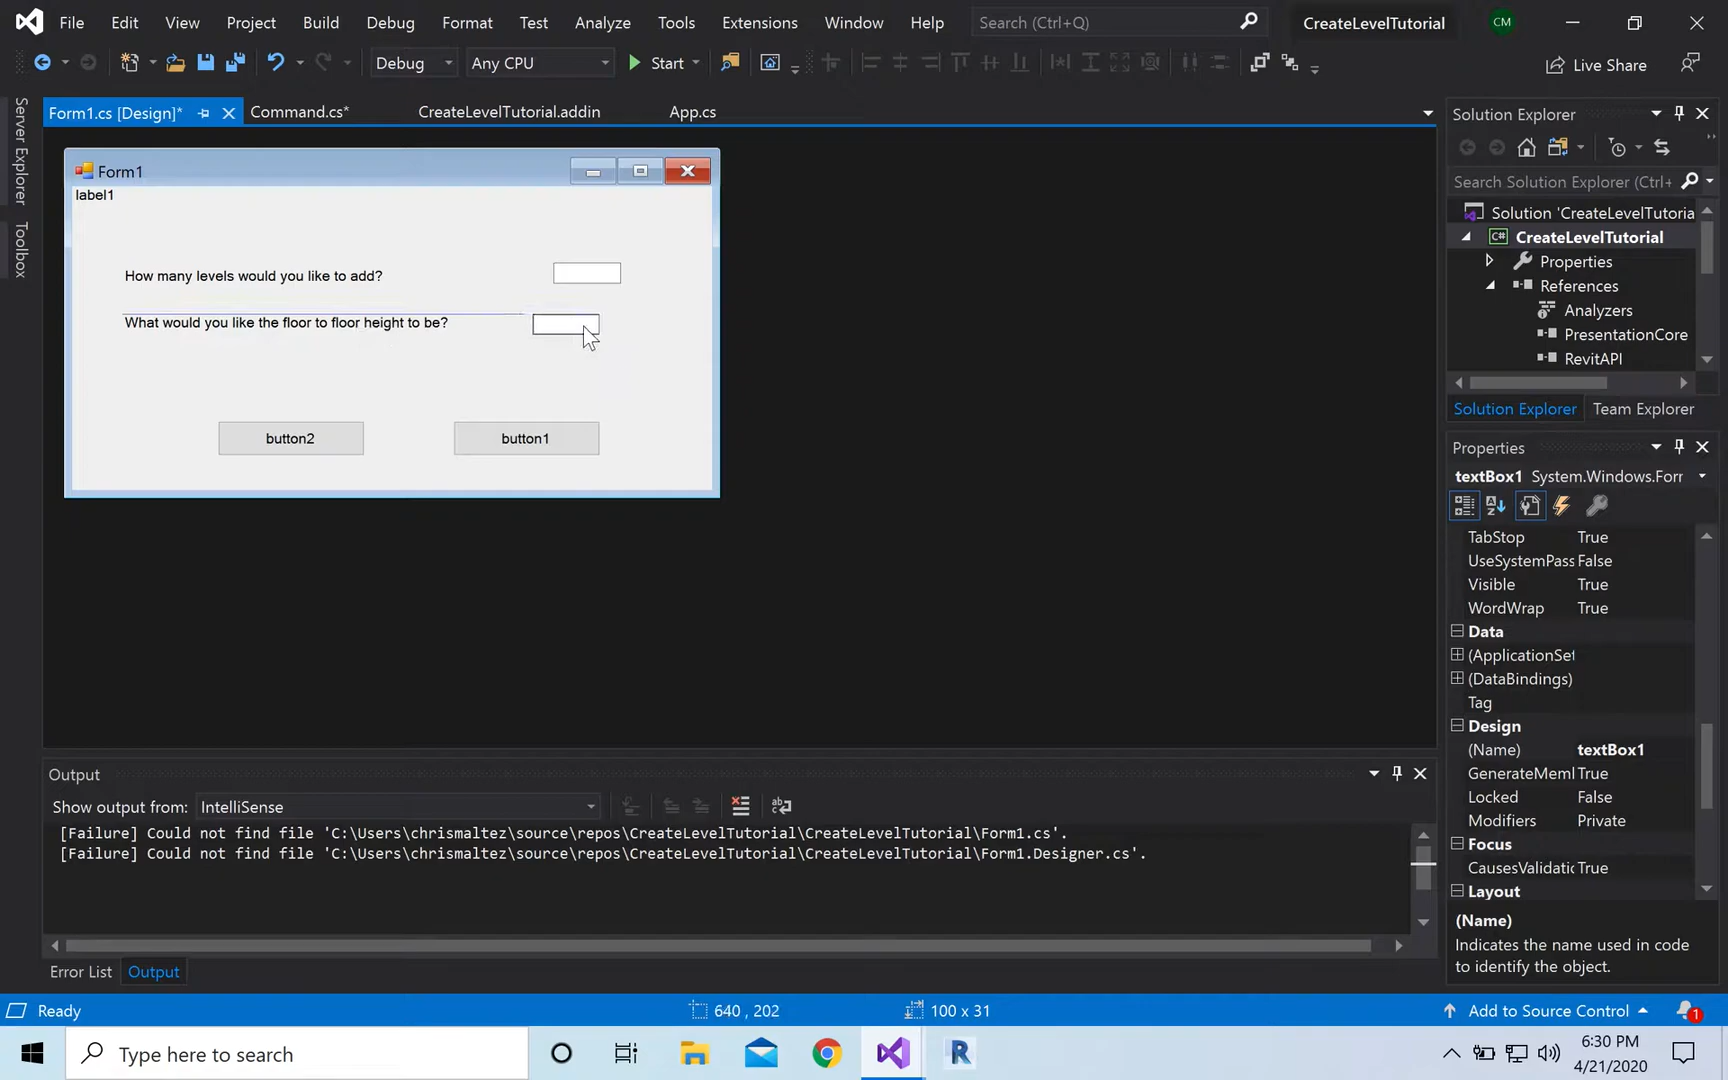 File Edit View Project Build Debug Format Test Analyze Tools Extensions Window Help Search (Ctrl+Q) CreateLevelTutorial CM
Debug Any CPU Start Live Share
Server Explorer
Toolbox
Form1.cs [Design]* Command.cs* CreateLevelTutorial.addin App.cs
Form1
label1
How many levels would you like to add?
What would you like the floor to floor height to be?
button2 button1
Solution Explorer
Search Solution Explorer (Ctrl+
Solution 'CreateLevelTutoria
C# CreateLevelTutorial
Properties
References
Analyzers
PresentationCore
RevitAPI
Solution Explorer Team Explorer
Properties
textBox1 System.Windows.Forr
TabStop True
UseSystemPass False
Visible True
WordWrap True
Data
(ApplicationSet
(DataBindings)
Tag
Design
(Name) textBox1
GenerateMeml True
Locked False
Modifiers Private
Focus
CausesValidatic True
Layout
(Name)
Indicates the name used in code
to identify the object.
Output
Show output from: IntelliSense
[Failure] Could not find file 'C:\Users\chrismaltez\source\repos\CreateLevelTutorial\CreateLevelTutorial\Form1.cs'.
[Failure] Could not find file 'C:\Users\chrismaltez\source\repos\CreateLevelTutorial\CreateLevelTutorial\Form1.Designer.cs'.
Error List Output
Ready 640 , 202 100 x 31 Add to Source Control 1
Type here to search
6:30 PM
4/21/2020